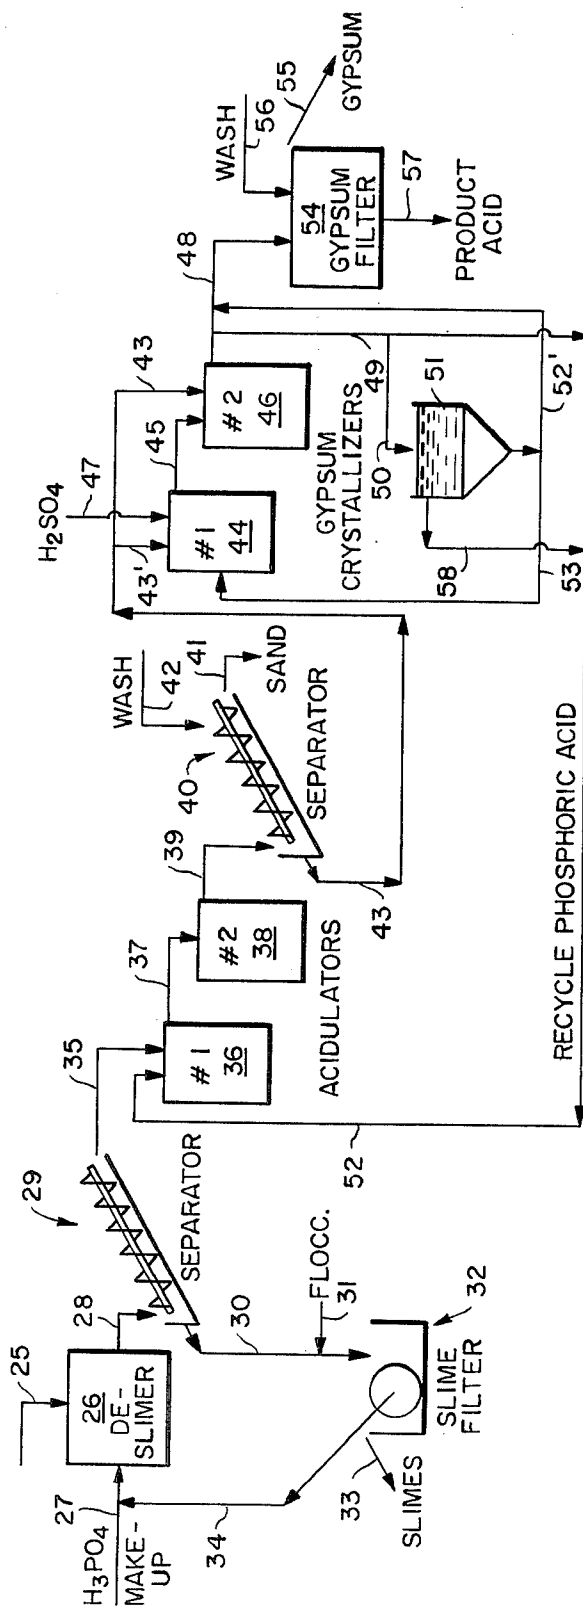 25
27
H3PO4
MAKE-
UP
26
DE-
SLIMER
28
29
SEPARATOR
30
FLOCC.
31
32
SLIME
FILTER
33
SLIMES
34
35
#1
36
37
#2
38
ACIDULATORS
39
40
SEPARATOR
WASH
42
41
SAND
43
52
RECYCLE PHOSPHORIC ACID
H2SO4
47
43'
43
#1
44
45
#2
46
GYPSUM
CRYSTALLIZERS
48
49
50
51
52'
53
58
WASH
56
55
GYPSUM
54
GYPSUM
FILTER
57
PRODUCT
ACID